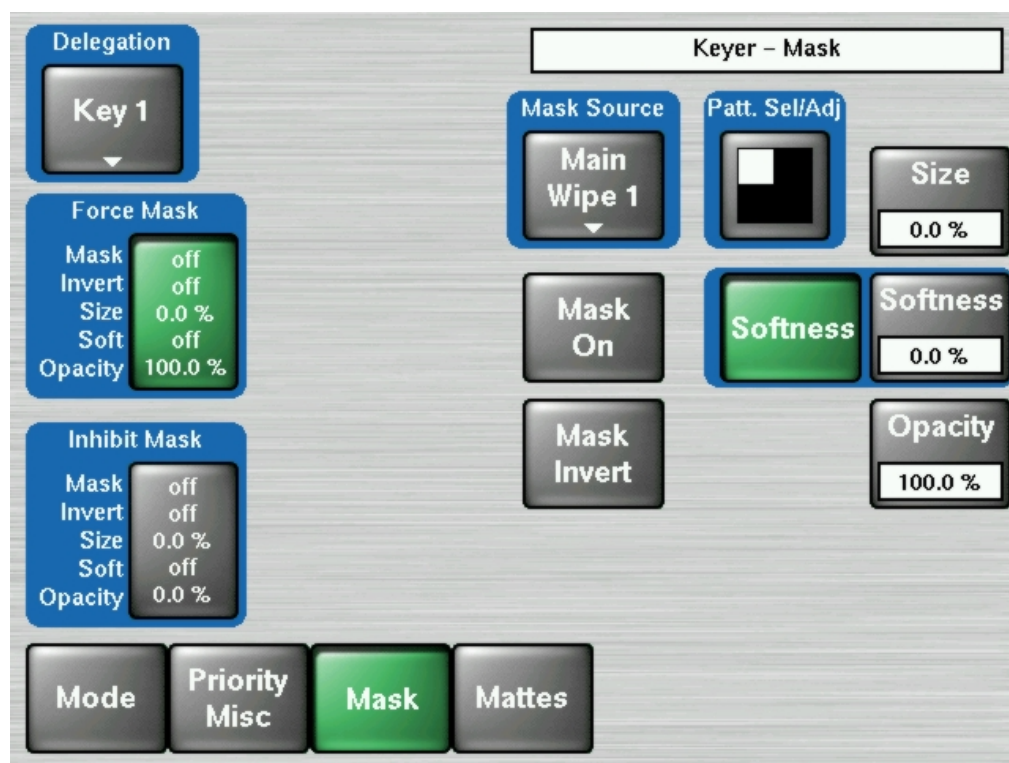 Delegation
Key 1
Keyer – Mask
Mask Source
Main
Wipe 1
Patt. Sel/Adj
Size
0.0 %
Force Mask
Mask off
Invert off
Size 0.0 %
Soft off
Opacity 100.0 %
Mask
On
Softness
Softness
0.0 %
Mask
Invert
Opacity
100.0 %
Inhibit Mask
Mask off
Invert off
Size 0.0 %
Soft off
Opacity 0.0 %
Mode
Priority
Misc
Mask
Mattes